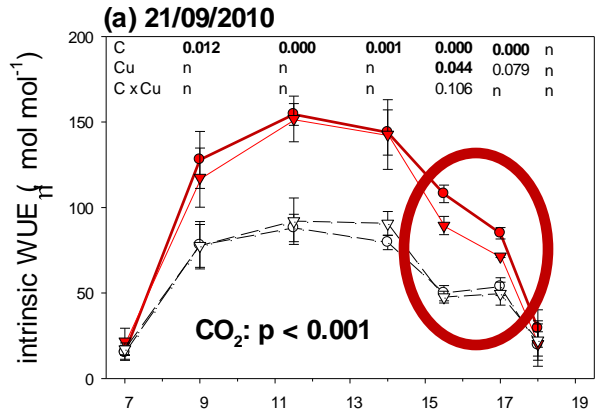 (a) 21/09/2010
200
C 0.012 0.000 0.001 0.000 0.000 n
Cu n n n 0.044 0.079 n
C x Cu n n n 0.106 n n
150
100
50
0
intrinsic WUE ( mol mol-1)
CO2: p < 0.001
7 9 11 13 15 17 19